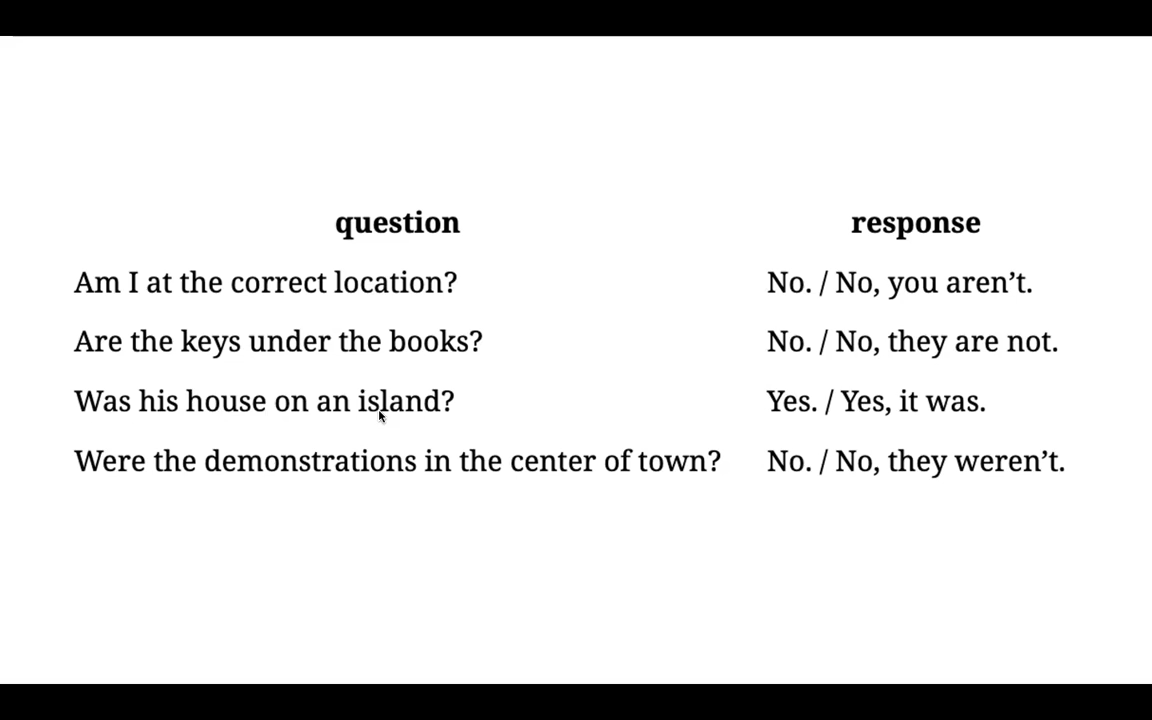 question response
Am I at the correct location? No. / No, you aren’t.
Are the keys under the books? No. / No, they are not.
Was his house on an island? Yes. / Yes, it was.
Were the demonstrations in the center of town? No. / No, they weren’t.